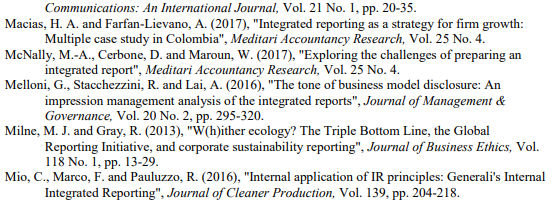 Communications: An International Journal, Vol. 21 No. 1, pp. 20-35.
Macias, H. A. and Farfan-Lievano, A. (2017), "Integrated reporting as a strategy for firm growth:
Multiple case study in Colombia", Meditari Accountancy Research, Vol. 25 No. 4.
McNally, M.-A., Cerbone, D. and Maroun, W. (2017), "Exploring the challenges of preparing an
integrated report", Meditari Accountancy Research, Vol. 25 No. 4.
Melloni, G., Stacchezzini, R. and Lai, A. (2016), "The tone of business model disclosure: An
impression management analysis of the integrated reports", Journal of Management &
Governance, Vol. 20 No. 2, pp. 295-320.
Milne, M. J. and Gray, R. (2013), "W(h)ither ecology? The Triple Bottom Line, the Global
Reporting Initiative, and corporate sustainability reporting", Journal of Business Ethics, Vol.
118 No. 1, pp. 13-29.
Mio, C., Marco, F. and Pauluzzo, R. (2016), "Internal application of IR principles: Generali's Internal
Integrated Reporting", Journal of Cleaner Production, Vol. 139, pp. 204-218.